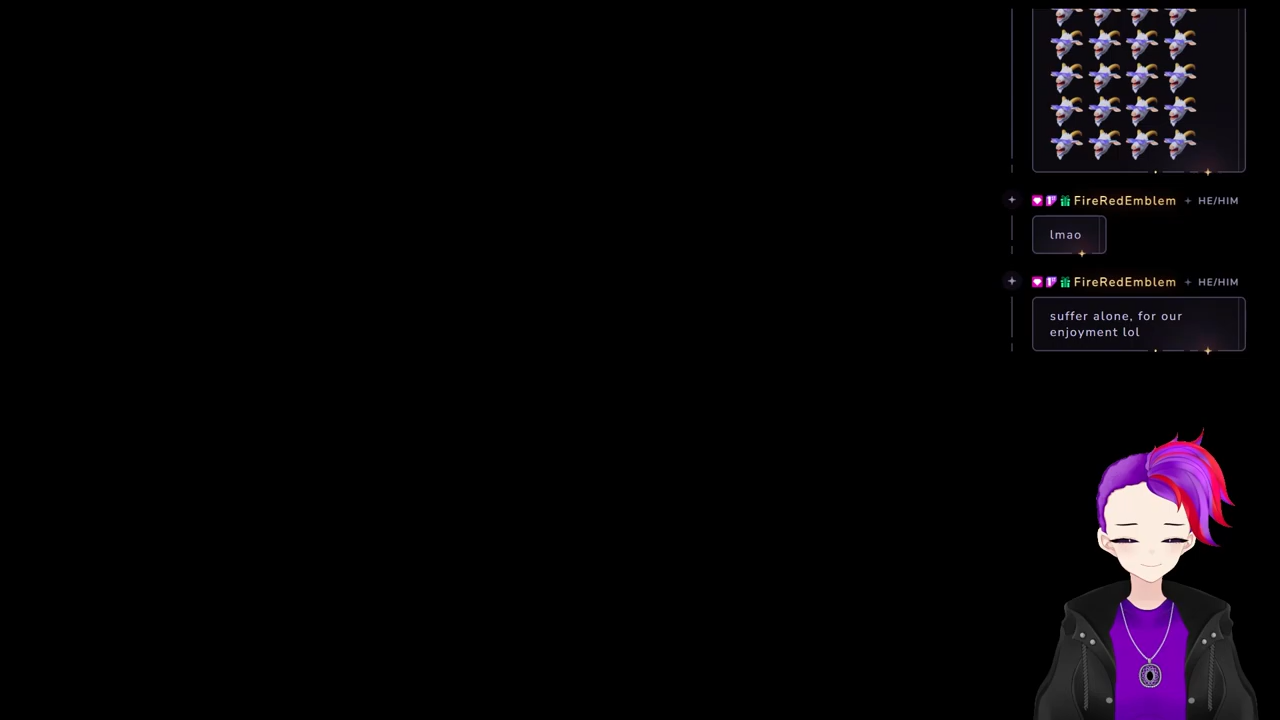 FireRedEmblem HE/HIM
lmao
FireRedEmblem HE/HIM
suffer alone, for our
enjoyment lol